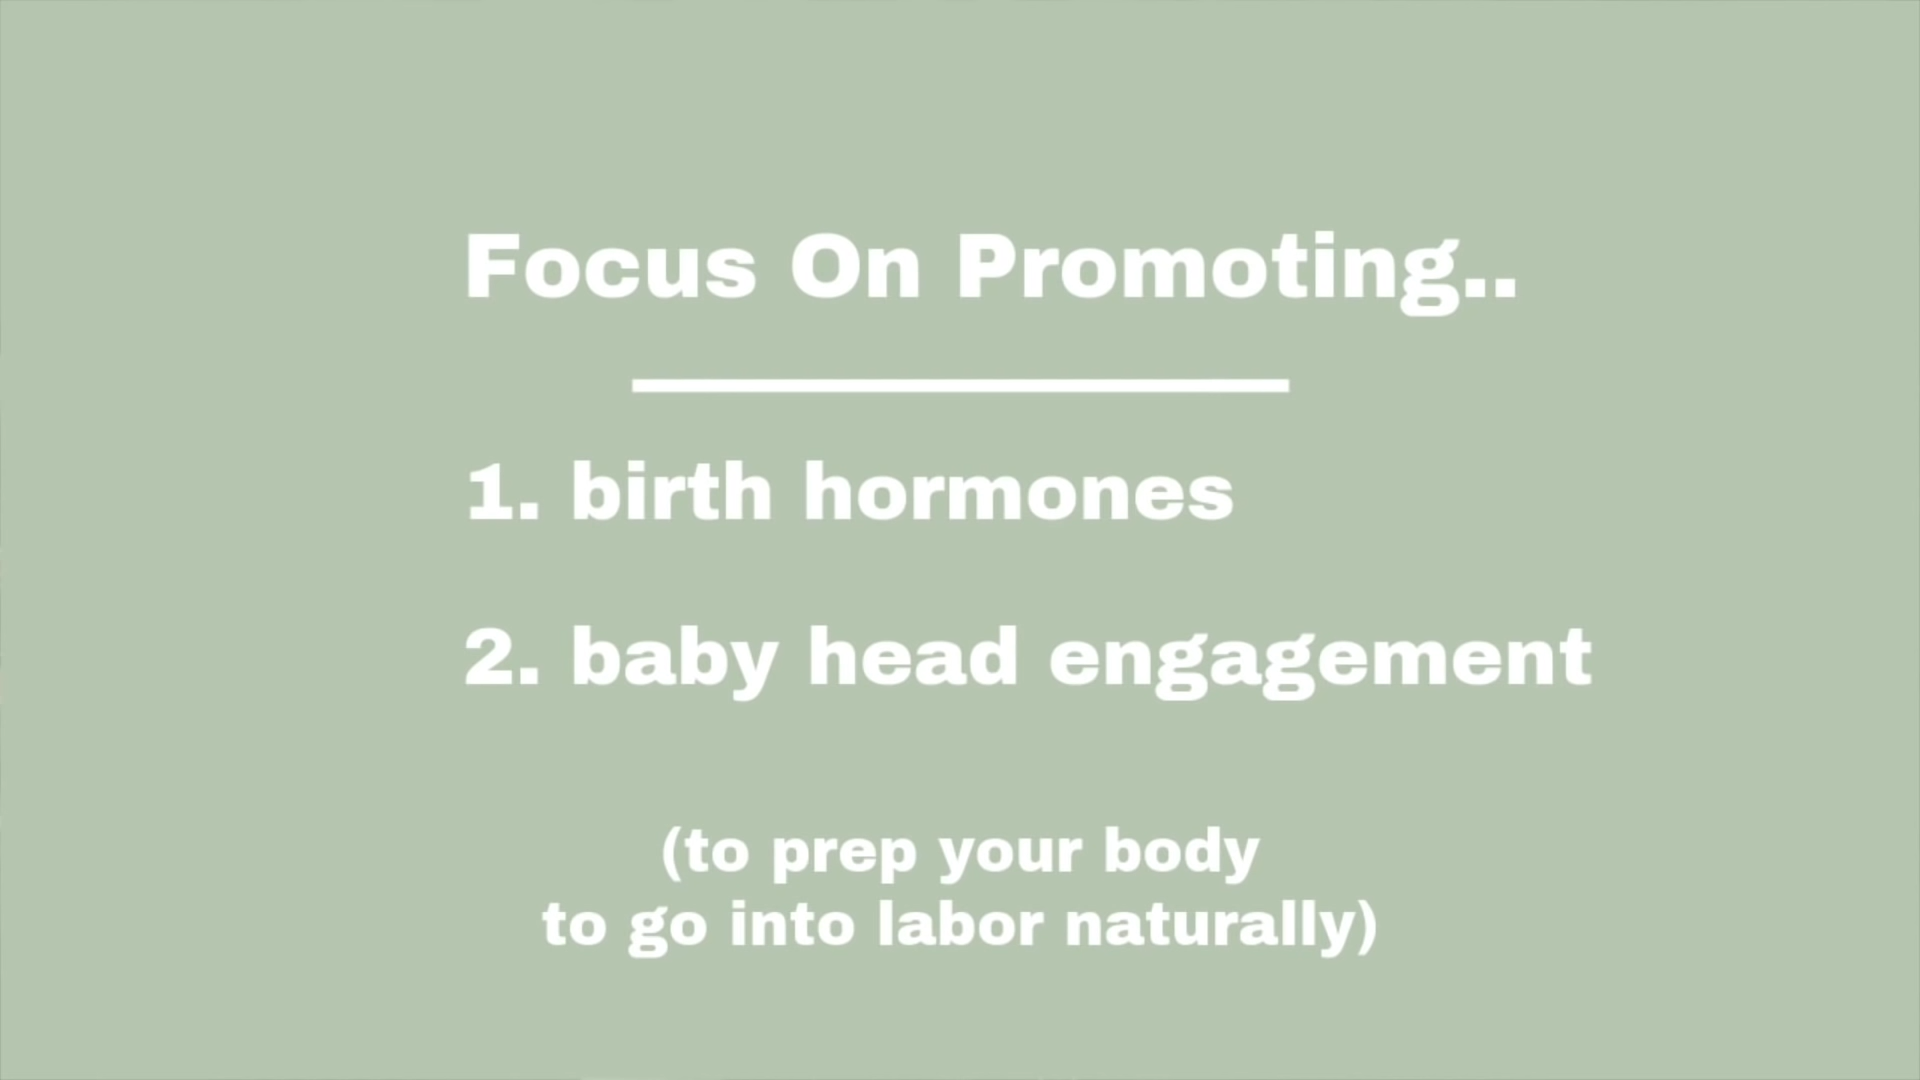 Focus On Promoting..
1. birth hormones
2. baby head engagement
(to prep your body
to go into labor naturally)